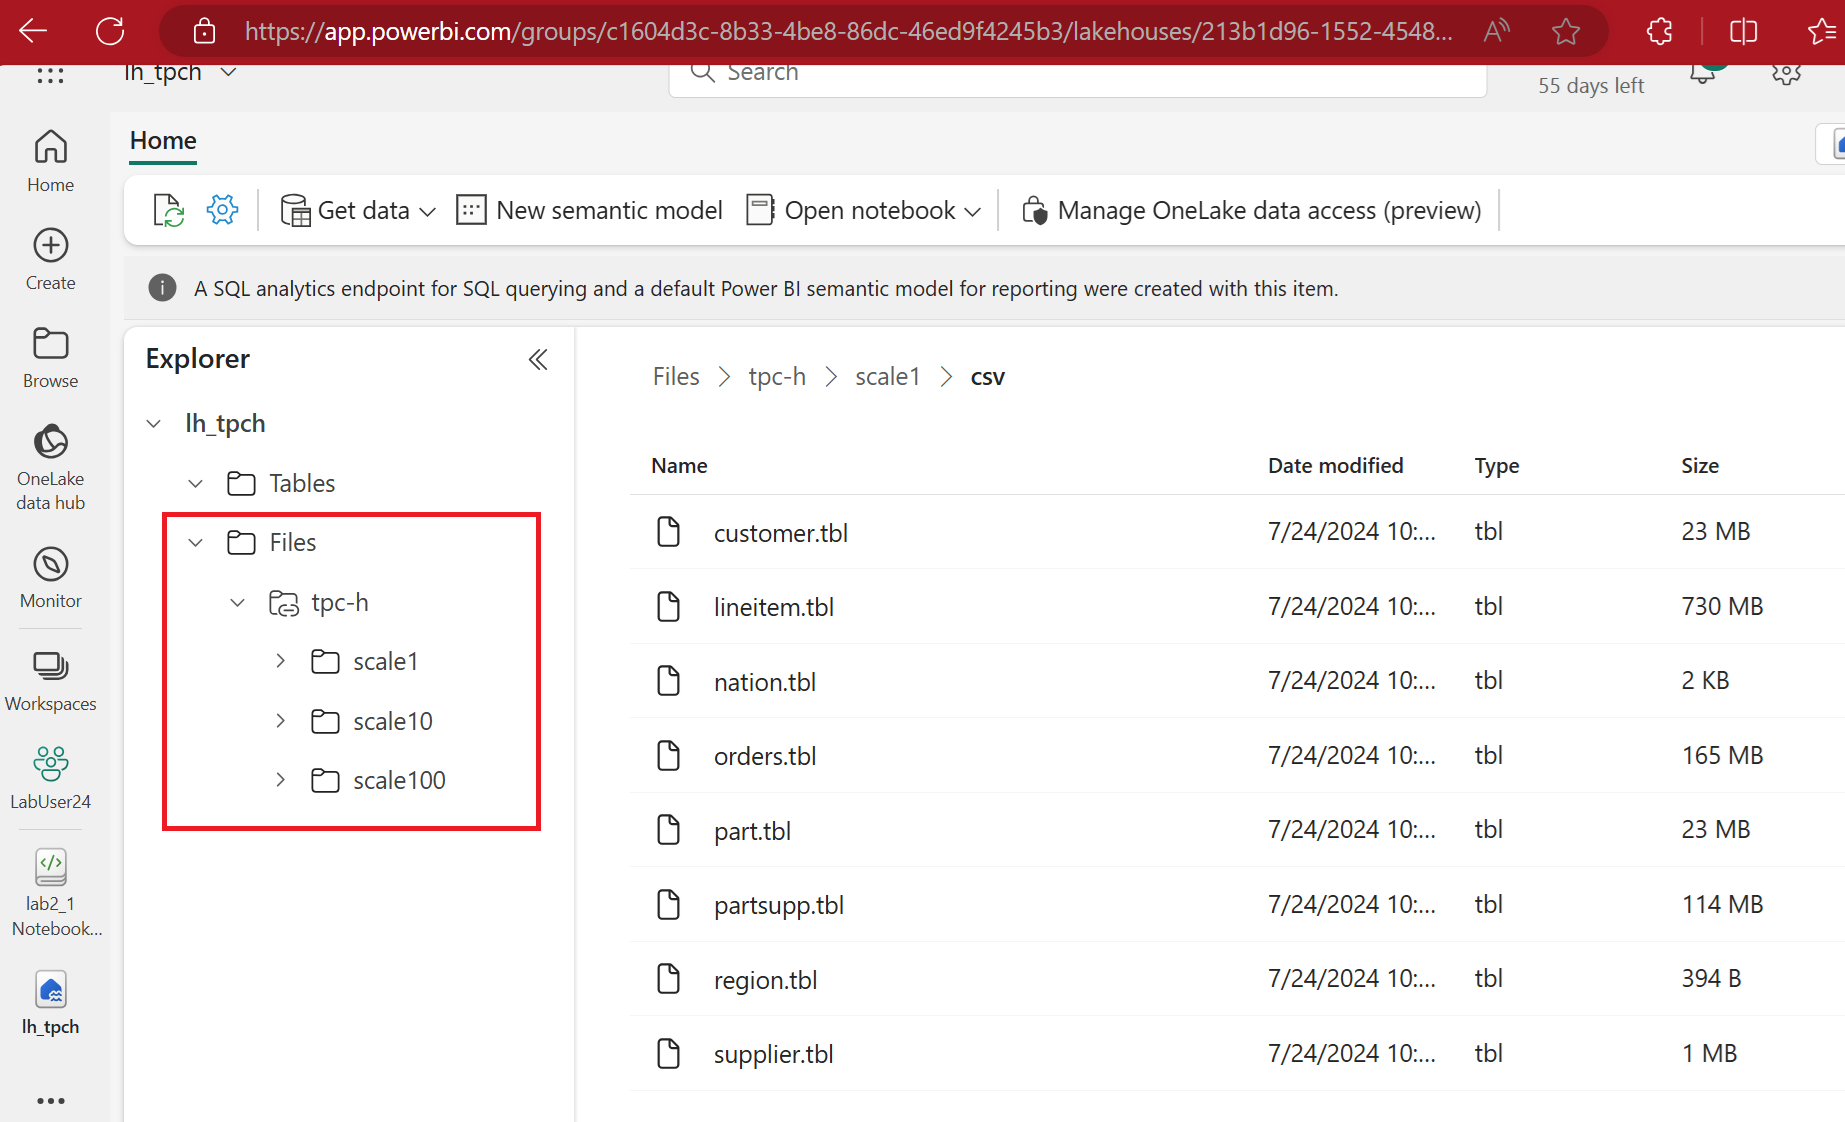 https://app.powerbi.com/groups/c1604d3c-8b33-4be8-86dc-46ed9f4245b3/lakehouses/213b1d96-1552-4548...
lh_tpch
Search
55 days left
Home
Home
Create
Browse
OneLake
data hub
Monitor
Workspaces
LabUser24
lab2_1
Notebook...
lh_tpch
Get data
New semantic model
Open notebook
Manage OneLake data access (preview)
A SQL analytics endpoint for SQL querying and a default Power BI semantic model for reporting were created with this item.
Explorer
lh_tpch
Tables
Files
tpc-h
scale1
scale10
scale100
Files > tpc-h > scale1 > csv
Name Date modified Type Size
customer.tbl 7/24/2024 10:... tbl 23 MB
lineitem.tbl 7/24/2024 10:... tbl 730 MB
nation.tbl 7/24/2024 10:... tbl 2 KB
orders.tbl 7/24/2024 10:... tbl 165 MB
part.tbl 7/24/2024 10:... tbl 23 MB
partsupp.tbl 7/24/2024 10:... tbl 114 MB
region.tbl 7/24/2024 10:... tbl 394 B
supplier.tbl 7/24/2024 10:... tbl 1 MB